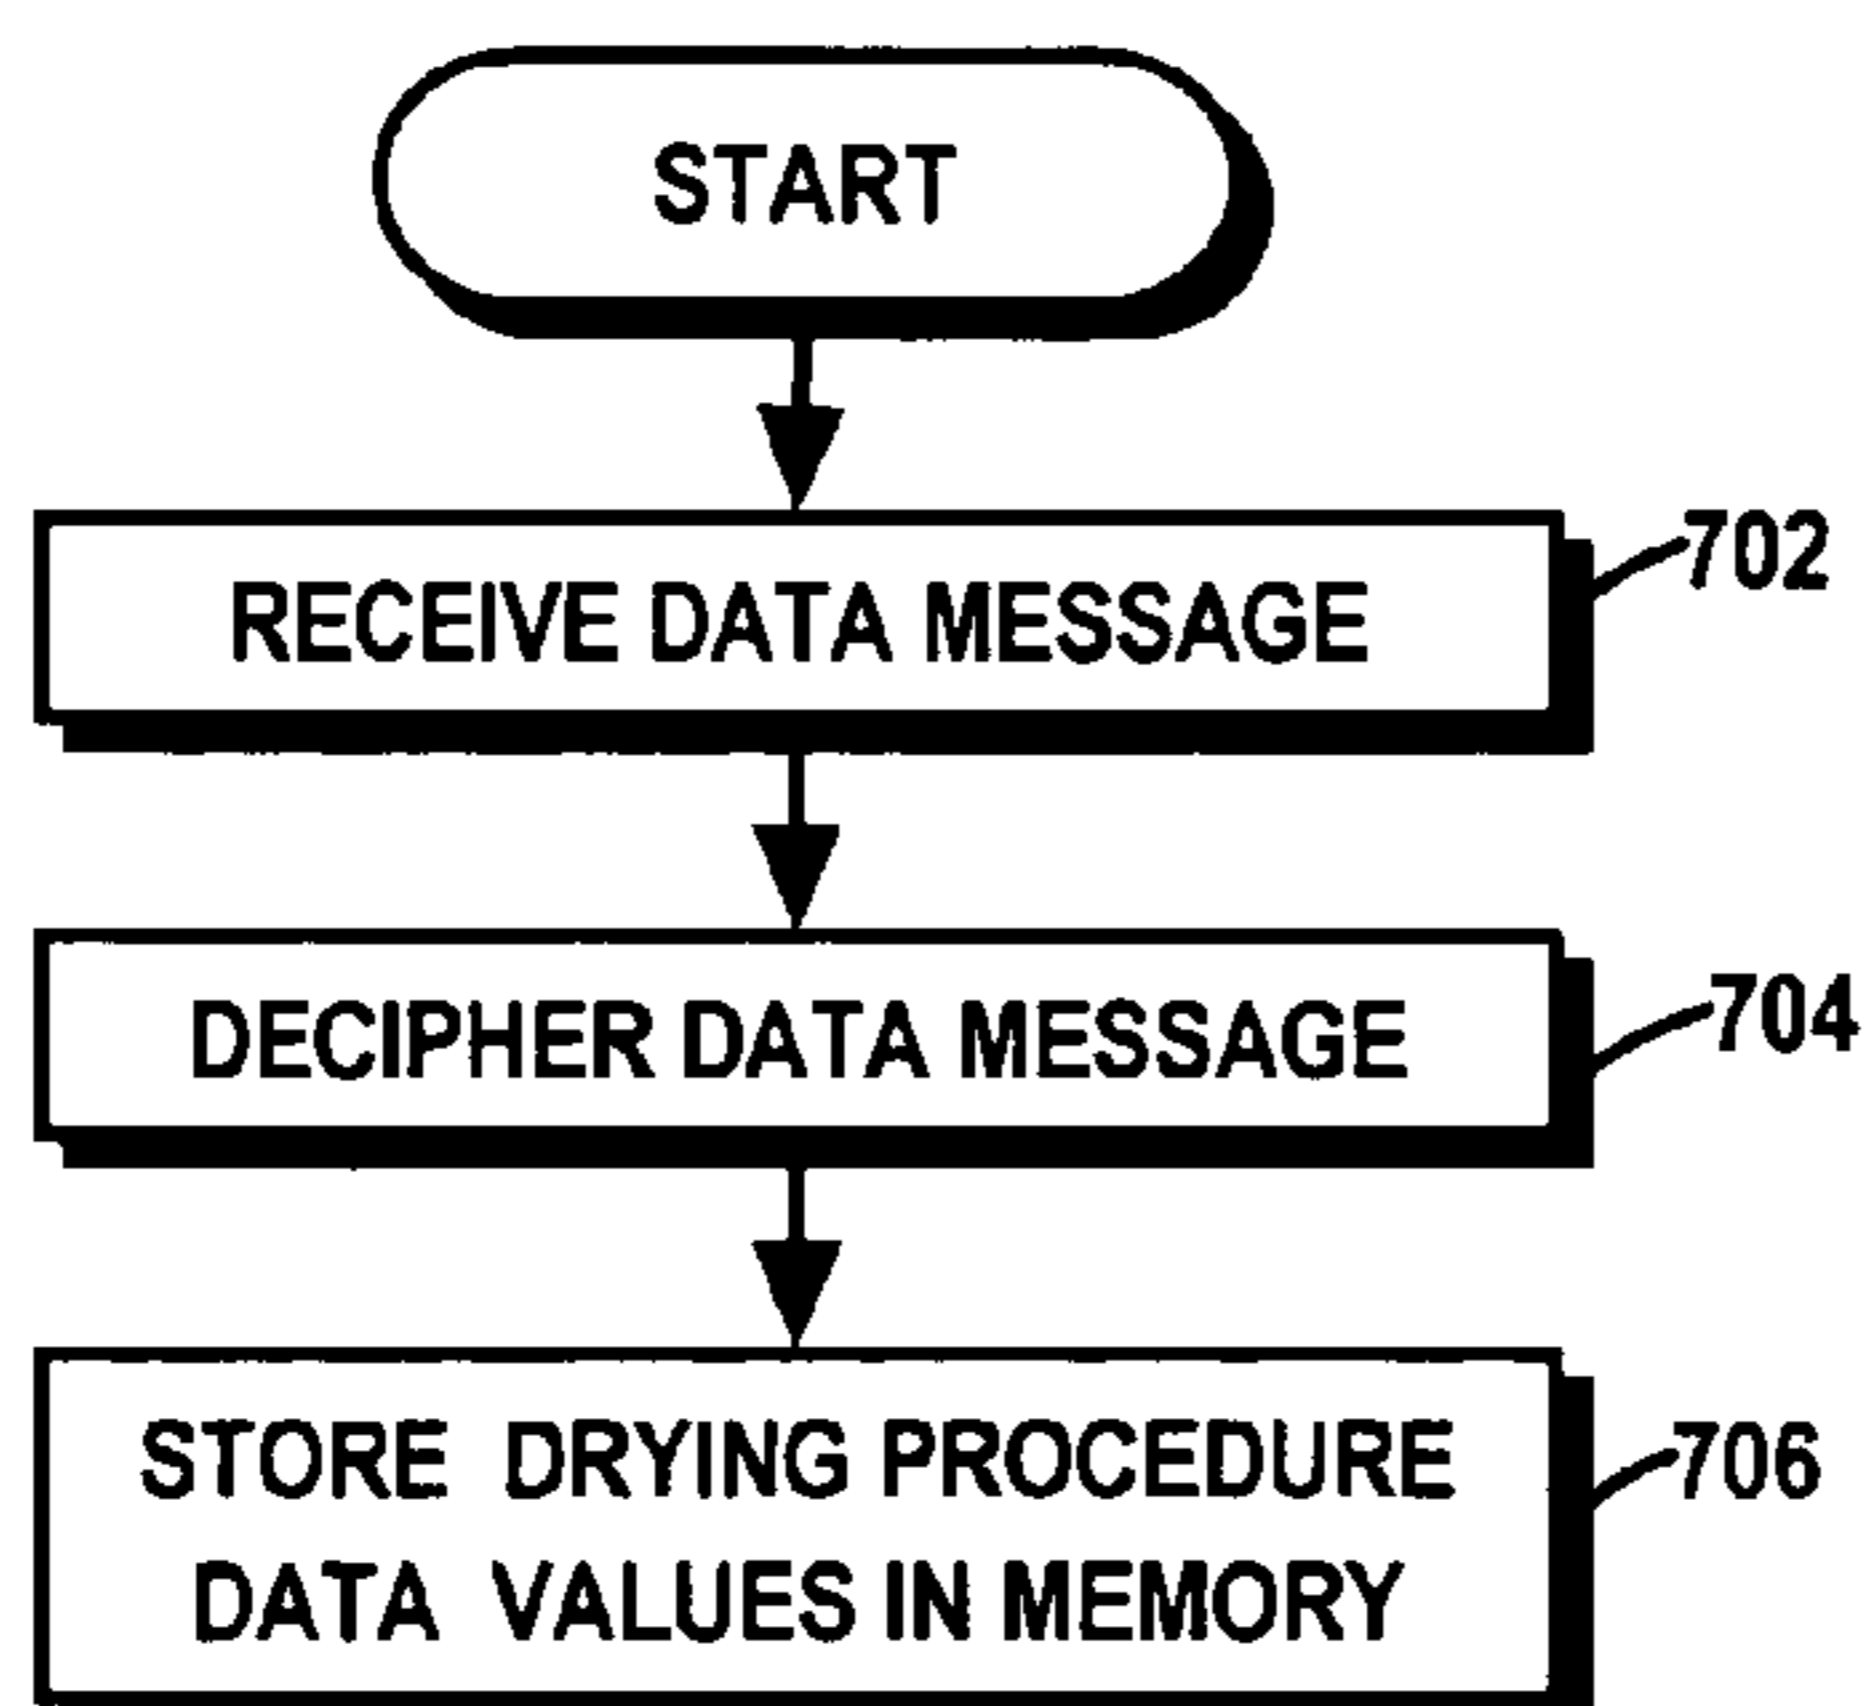 START
RECEIVE DATA MESSAGE
702
DECIPHER DATA MESSAGE
704
STORE DRYING PROCEDURE
DATA VALUES IN MEMORY
706